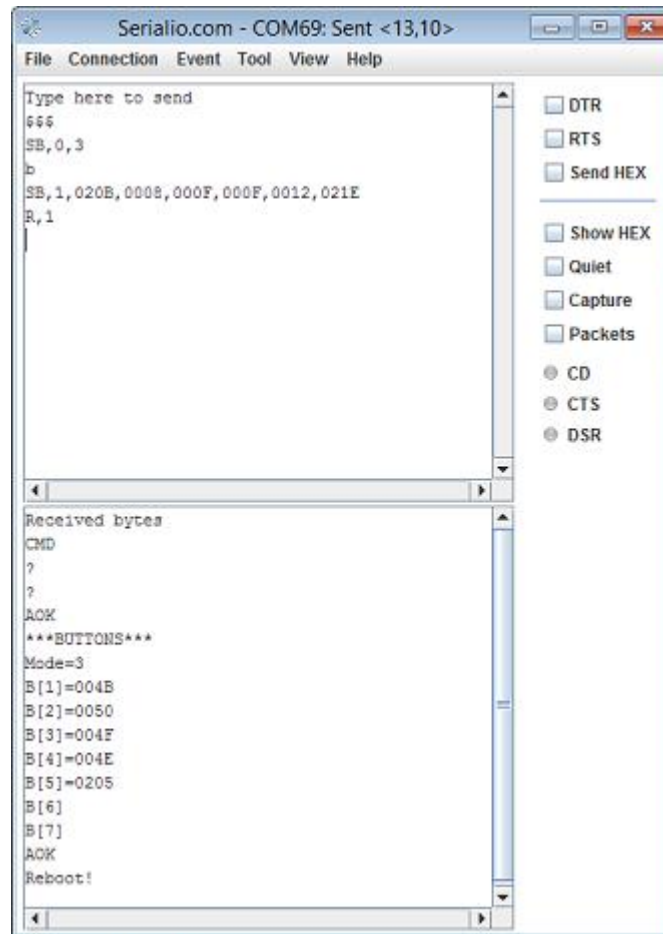 Serialio.com - COM69: Sent <13,10>
File Connection Event Tool View Help
Type here to send
$$$
SB,0,3
b
SB,1,020B,0008,000F,000F,0012,021E
R,1
DTR
RTS
Send HEX
Show HEX
Quiet
Capture
Packets
CD
CTS
DSR
Received bytes
CMD
?
?
AOK
***BUTTONS***
Mode=3
B[1]=004B
B[2]=0050
B[3]=004F
B[4]=004E
B[5]=0205
B[6]
B[7]
AOK
Reboot!